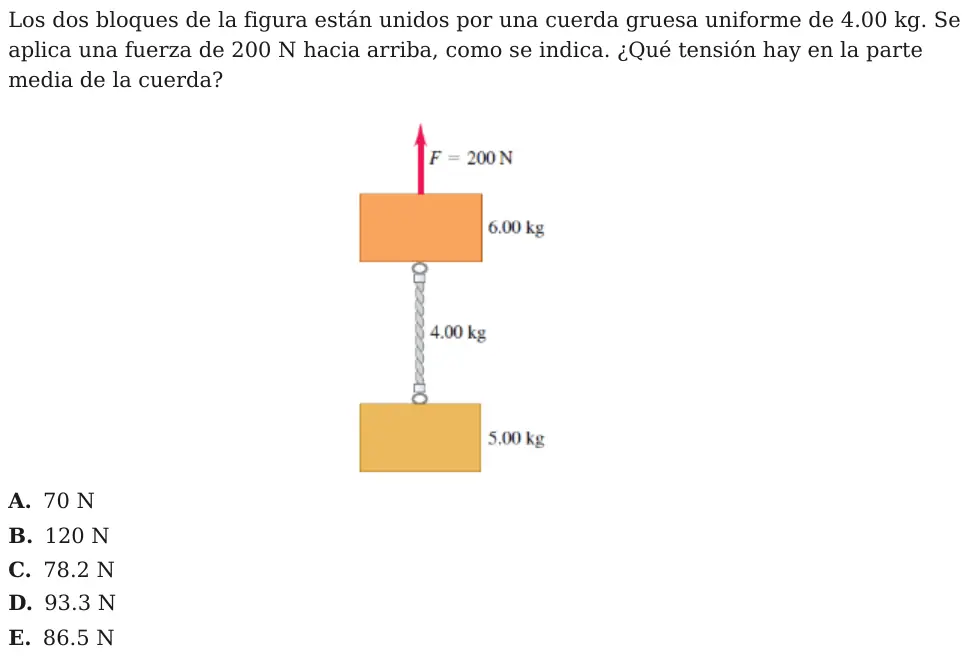 Los dos bloques de la figura están unidos por una cuerda gruesa uniforme de 4.00 kg. Se
aplica una fuerza de 200 N hacia arriba, como se indica. ¿Qué tensión hay en la parte
media de la cuerda?
F = 200 N
6.00 kg
4.00 kg
5.00 kg
A. 70 N
B. 120 N
C. 78.2 N
D. 93.3 N
E. 86.5 N